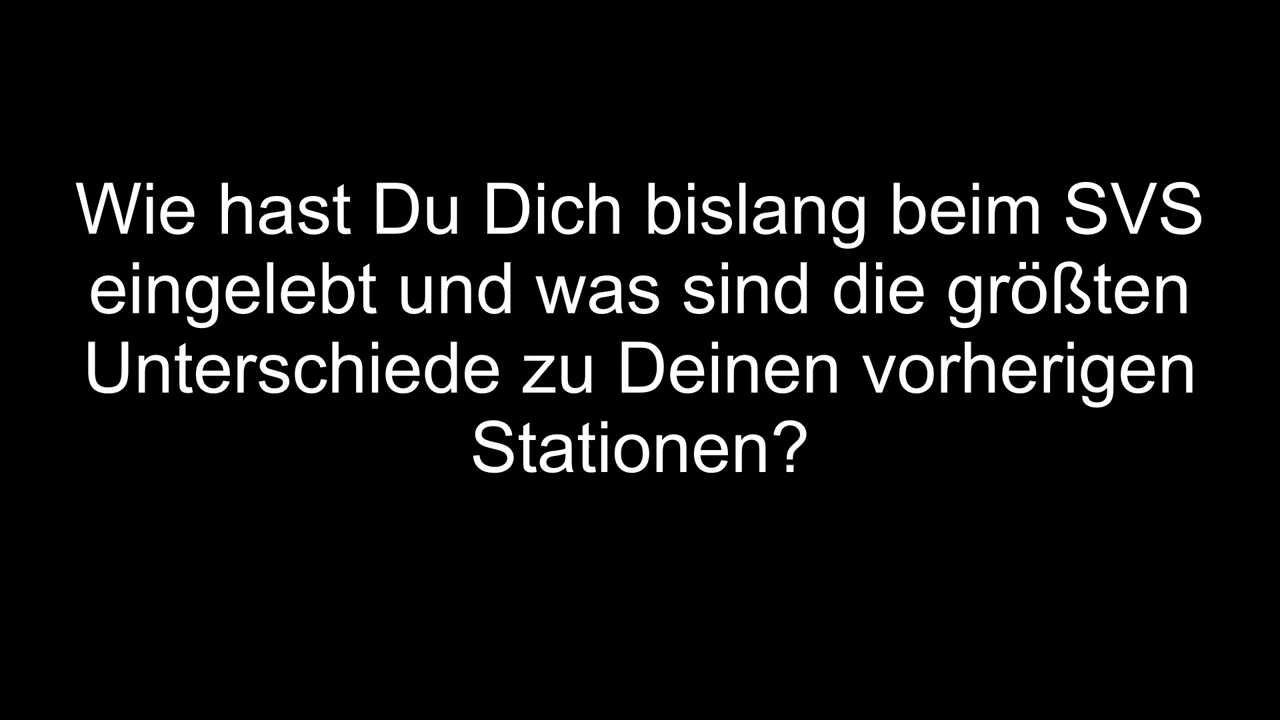 Wie hast Du Dich bislang beim SVS
eingelebt und was sind die größten
Unterschiede zu Deinen vorherigen
Stationen?